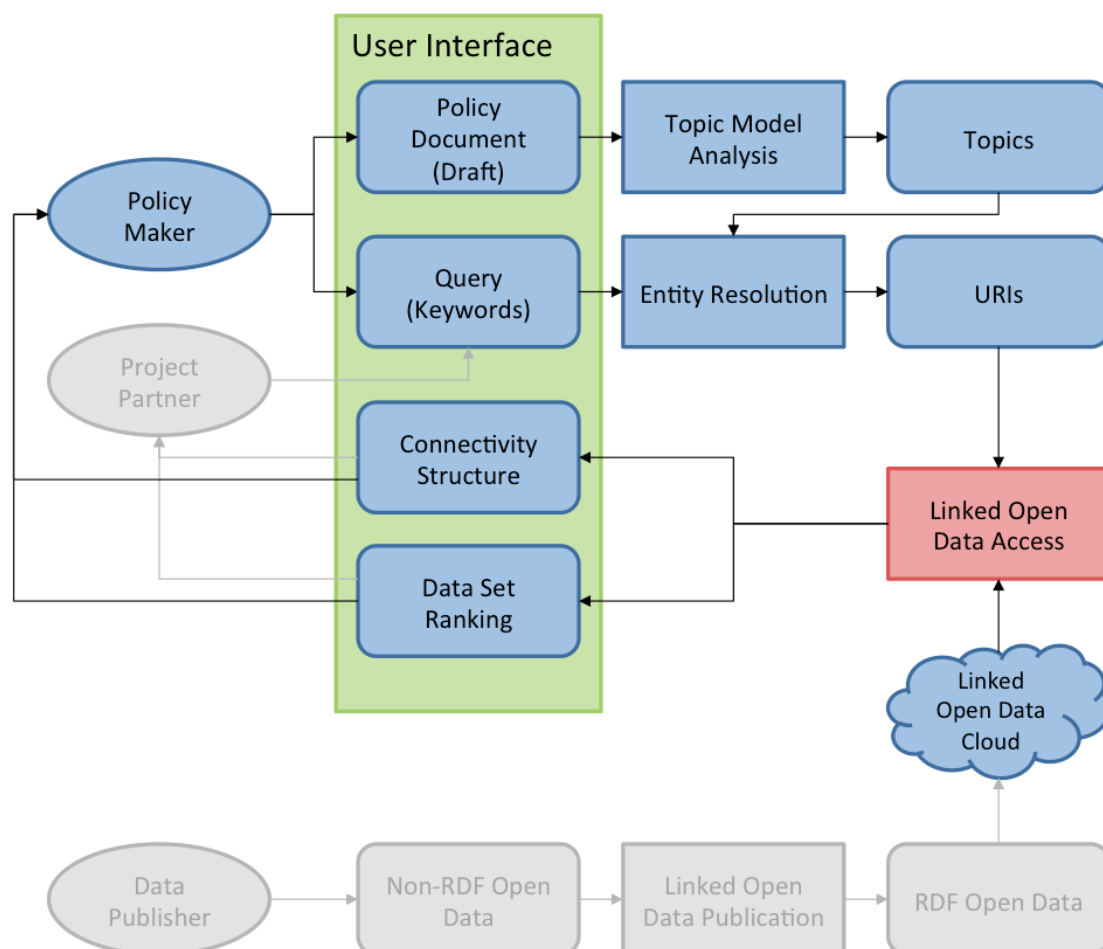 User Interface
Policy
Document
(Draft)
Topic Model
Analysis
Topics
Policy
Maker
Query
(Keywords)
Entity Resolution
URIs
Project
Partner
Connectivity
Structure
Linked Open
Data Access
Data Set
Ranking
Linked
Open Data
Cloud
Data
Publisher
Non-RDF Open
Data
Linked Open
Data Publication
RDF Open Data